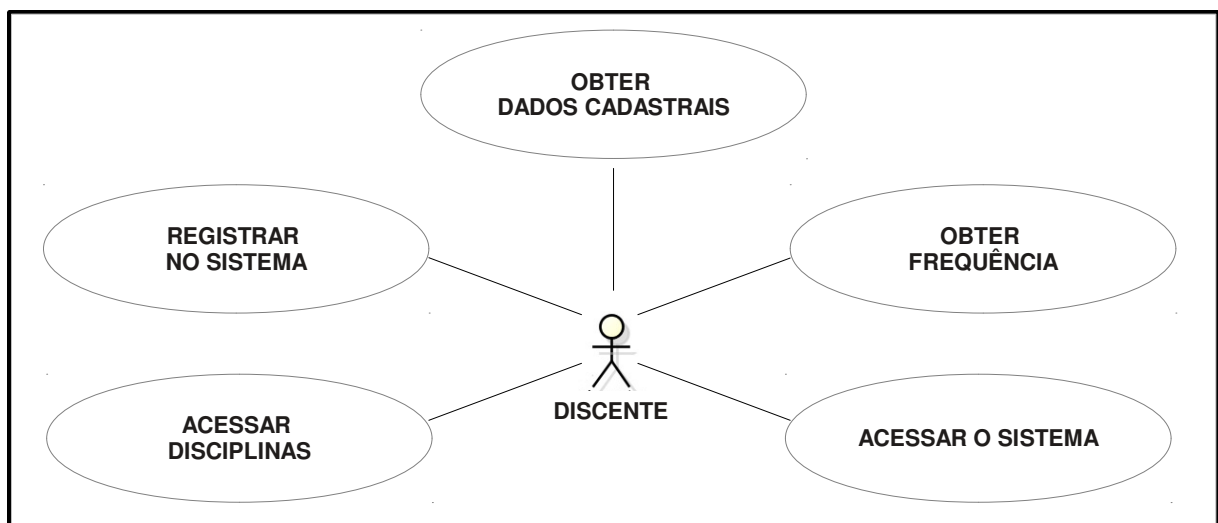 OBTER
DADOS CADASTRAIS
REGISTRAR
NO SISTEMA
OBTER
FREQUÊNCIA
DISCENTE
ACESSAR
DISCIPLINAS
ACESSAR O SISTEMA